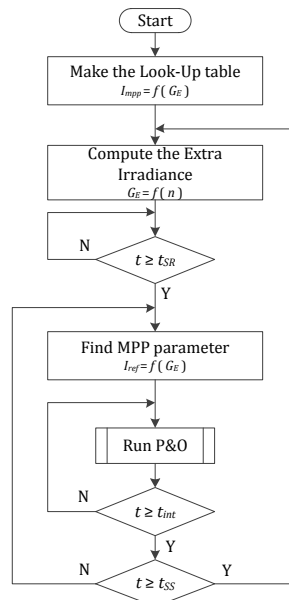 Start
Make the Look-Up table
Impp = f ( GE )
Compute the Extra
Irradiance
GE = f ( n )
N
t ≥ tSR
Y
Find MPP parameter
Iref = f ( GE )
Run P&O
N
t ≥ tint
Y
N
t ≥ tSS
Y